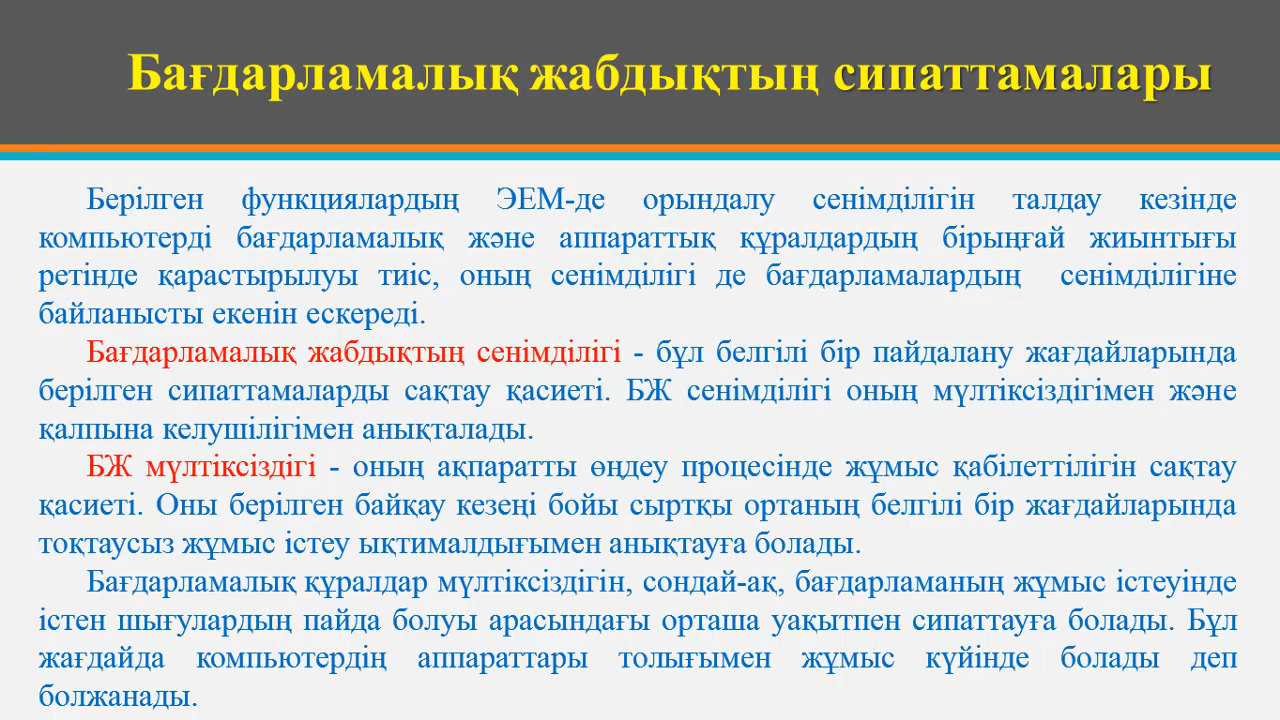 Бағдарламалық жабдықтың сипаттамалары
Берілген функциялардың ЭЕМ-де орындалу сенімділігін талдау кезінде
компьютерді бағдарламалық және аппараттық құралдардың бірыңғай жиынтығы
ретінде қарастырылуы тиіс, оның сенімділігі де бағдарламалардың сенімділігіне
байланысты екенін ескереді.
Бағдарламалық жабдықтың сенімділігі - бұл белгілі бір пайдалану жағдайларында
берілген сипаттамаларды сақтау қасиеті. БЖ сенімділігі оның мүлтіксіздігімен және
қалпына келушілігімен анықталады.
БЖ мүлтіксіздігі - оның ақпаратты өңдеу процесінде жұмыс қабілеттілігін сақтау
қасиеті. Оны берілген байқау кезеңі бойы сыртқы ортаның белгілі бір жағдайларында
тоқтаусыз жұмыс істеу ықтималдығымен анықтауға болады.
Бағдарламалық құралдар мүлтіксіздігін, сондай-ақ, бағдарламаның жұмыс істеуінде
істен шығулардың пайда болуы арасындағы орташа уақытпен сипаттауға болады. Бұл
жағдайда компьютердің аппараттары толығымен жұмыс күйінде болады деп
болжанады.